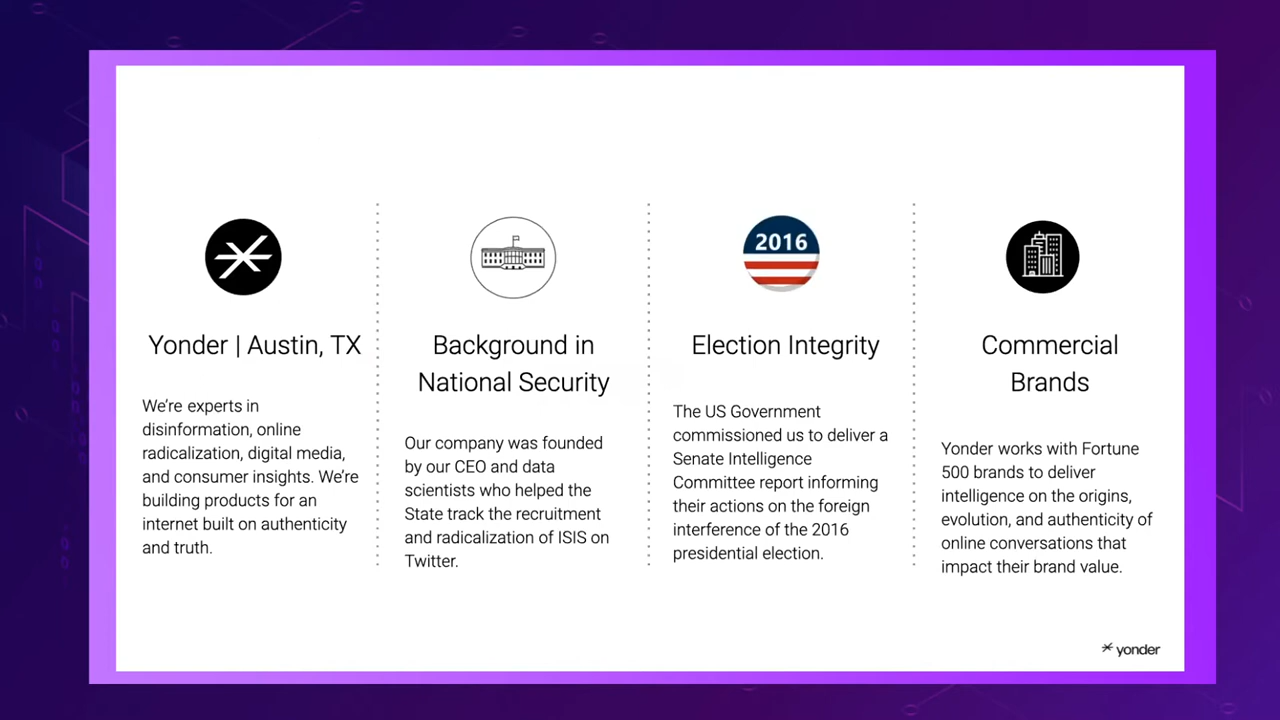 Yonder | Austin, TX
We're experts in
disinformation, online
radicalization, digital media,
and consumer insights. We're
building products for an
internet built on authenticity
and truth.
Background in
National Security
Our company was founded
by our CEO and data
scientists who helped the
State track the recruitment
and radicalization of ISIS on
Twitter.
2016
Election Integrity
The US Government
commissioned us to deliver a
Senate Intelligence
Committee report informing
their actions on the foreign
interference of the 2016
presidential election.
Commercial
Brands
Yonder works with Fortune
500 brands to deliver
intelligence on the origins,
evolution, and authenticity of
online conversations that
impact their brand value.
yonder